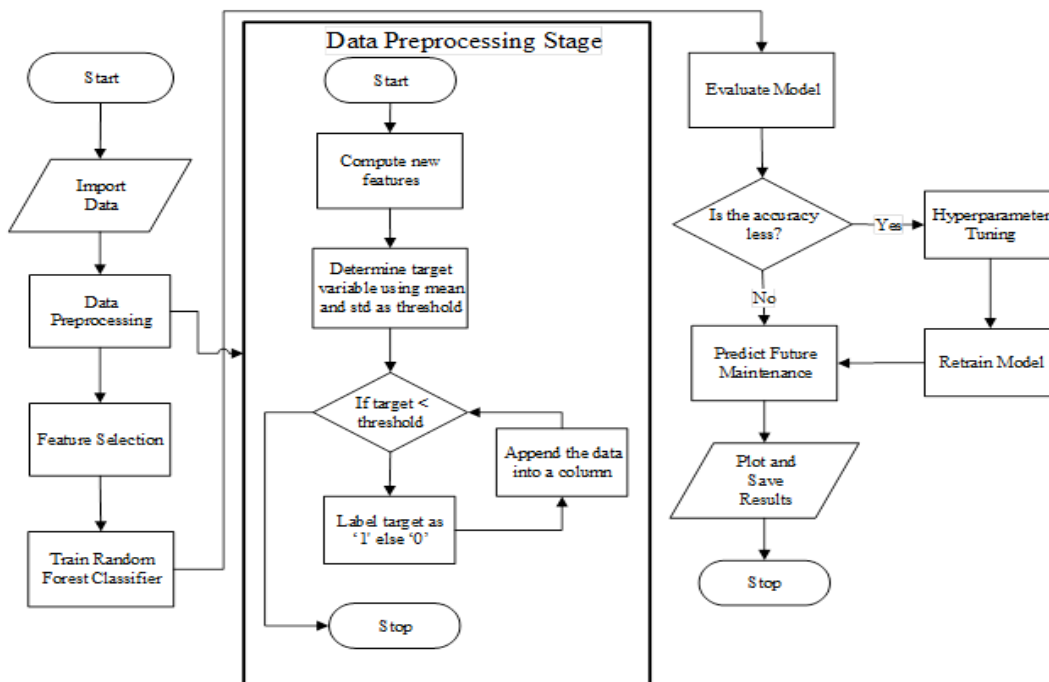 Start
Import
Data
Data
Preprocessing
Feature Selection
Train Random
Forest Classifier
Data Preprocessing Stage
Start
Compute new
features
Determine target
variable using mean
and std as threshold
If target <
threshold
Append the data
into a column
Label target as
‘1’ else ‘0’
Stop
Evaluate Model
Is the accuracy
less?
Yes
Hyperparameter
Tuning
No
Predict Future
Maintenance
Retrain Model
Plot and
Save
Results
Stop